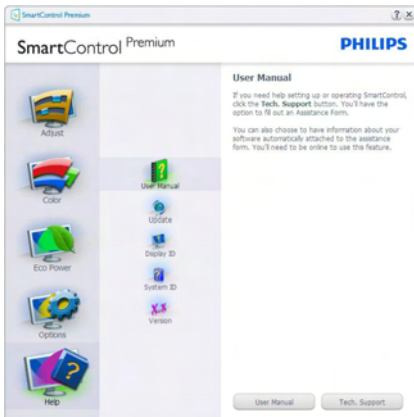 SmartControl Premium
SmartControl Premium
PHILIPS
Adjust
Color
Eco Power
Options
Help
User Manual
Update
Display ID
System ID
Version
User Manual
If you need help setting up or operating SmartControl,
click the Tech. Support button. You'll have the
option to fill out an Assistance Form.
You can also choose to have information about your
software automatically attached to the assistance
form. You'll need to be online to use this feature.
User Manual
Tech. Support